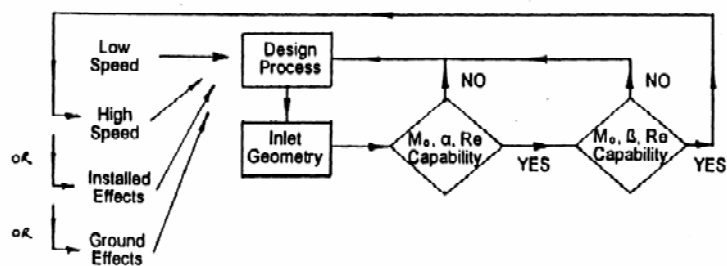 Low
Speed
High
Speed
OR
Installed
Effects
OR
Ground
Effects
Design
Process
Inlet
Geometry
NO
M₀, α, Re
Capability
YES
NO
M₀, ß, Re
Capability
YES